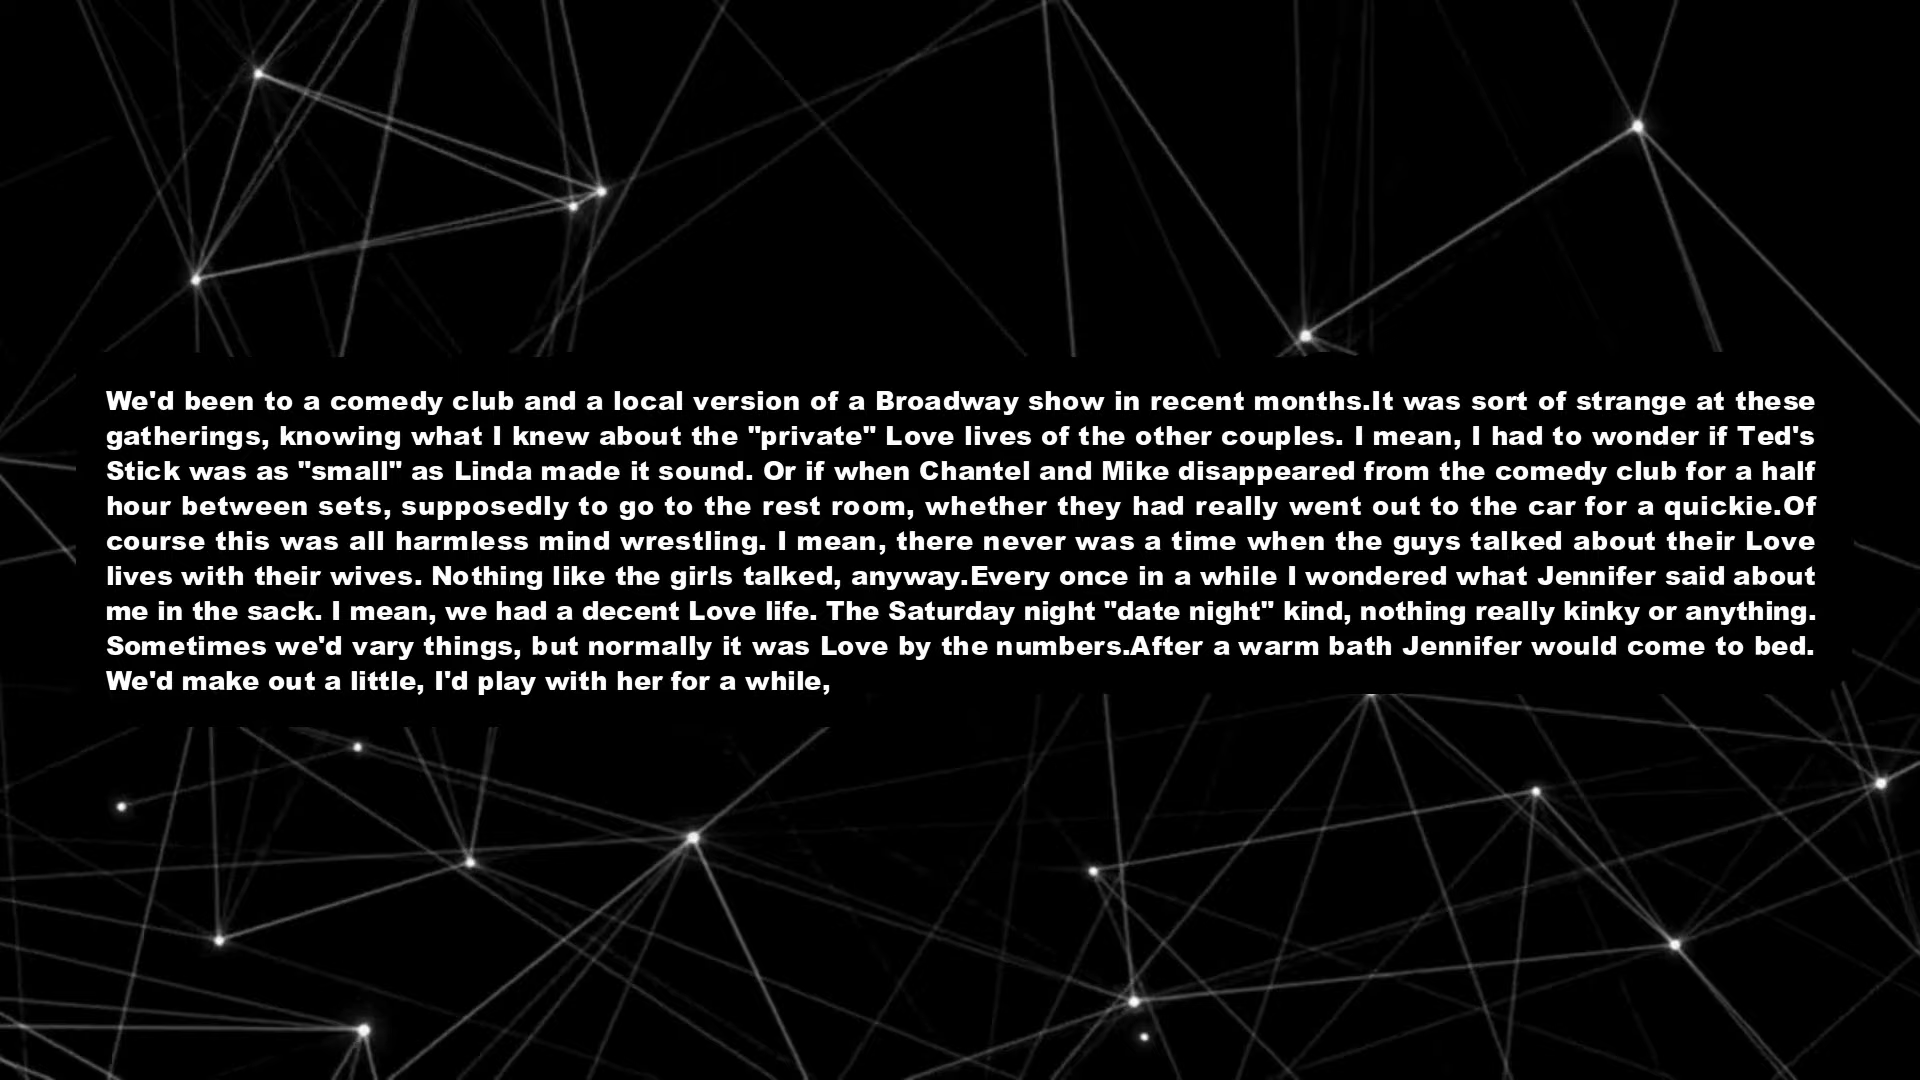 We'd been to a comedy club and a local version of a Broadway show in recent months.It was sort of strange at these
gatherings, knowing what I knew about the "private" Love lives of the other couples. I mean, I had to wonder if Ted's
Stick was as "small" as Linda made it sound. Or if when Chantel and Mike disappeared from the comedy club for a half
hour between sets, supposedly to go to the rest room, whether they had really went out to the car for a quickie.Of
course this was all harmless mind wrestling. I mean, there never was a time when the guys talked about their Love
lives with their wives. Nothing like the girls talked, anyway.Every once in a while I wondered what Jennifer said about
me in the sack. I mean, we had a decent Love life. The Saturday night "date night" kind, nothing really kinky or anything.
Sometimes we'd vary things, but normally it was Love by the numbers.After a warm bath Jennifer would come to bed.
We'd make out a little, I'd play with her for a while,